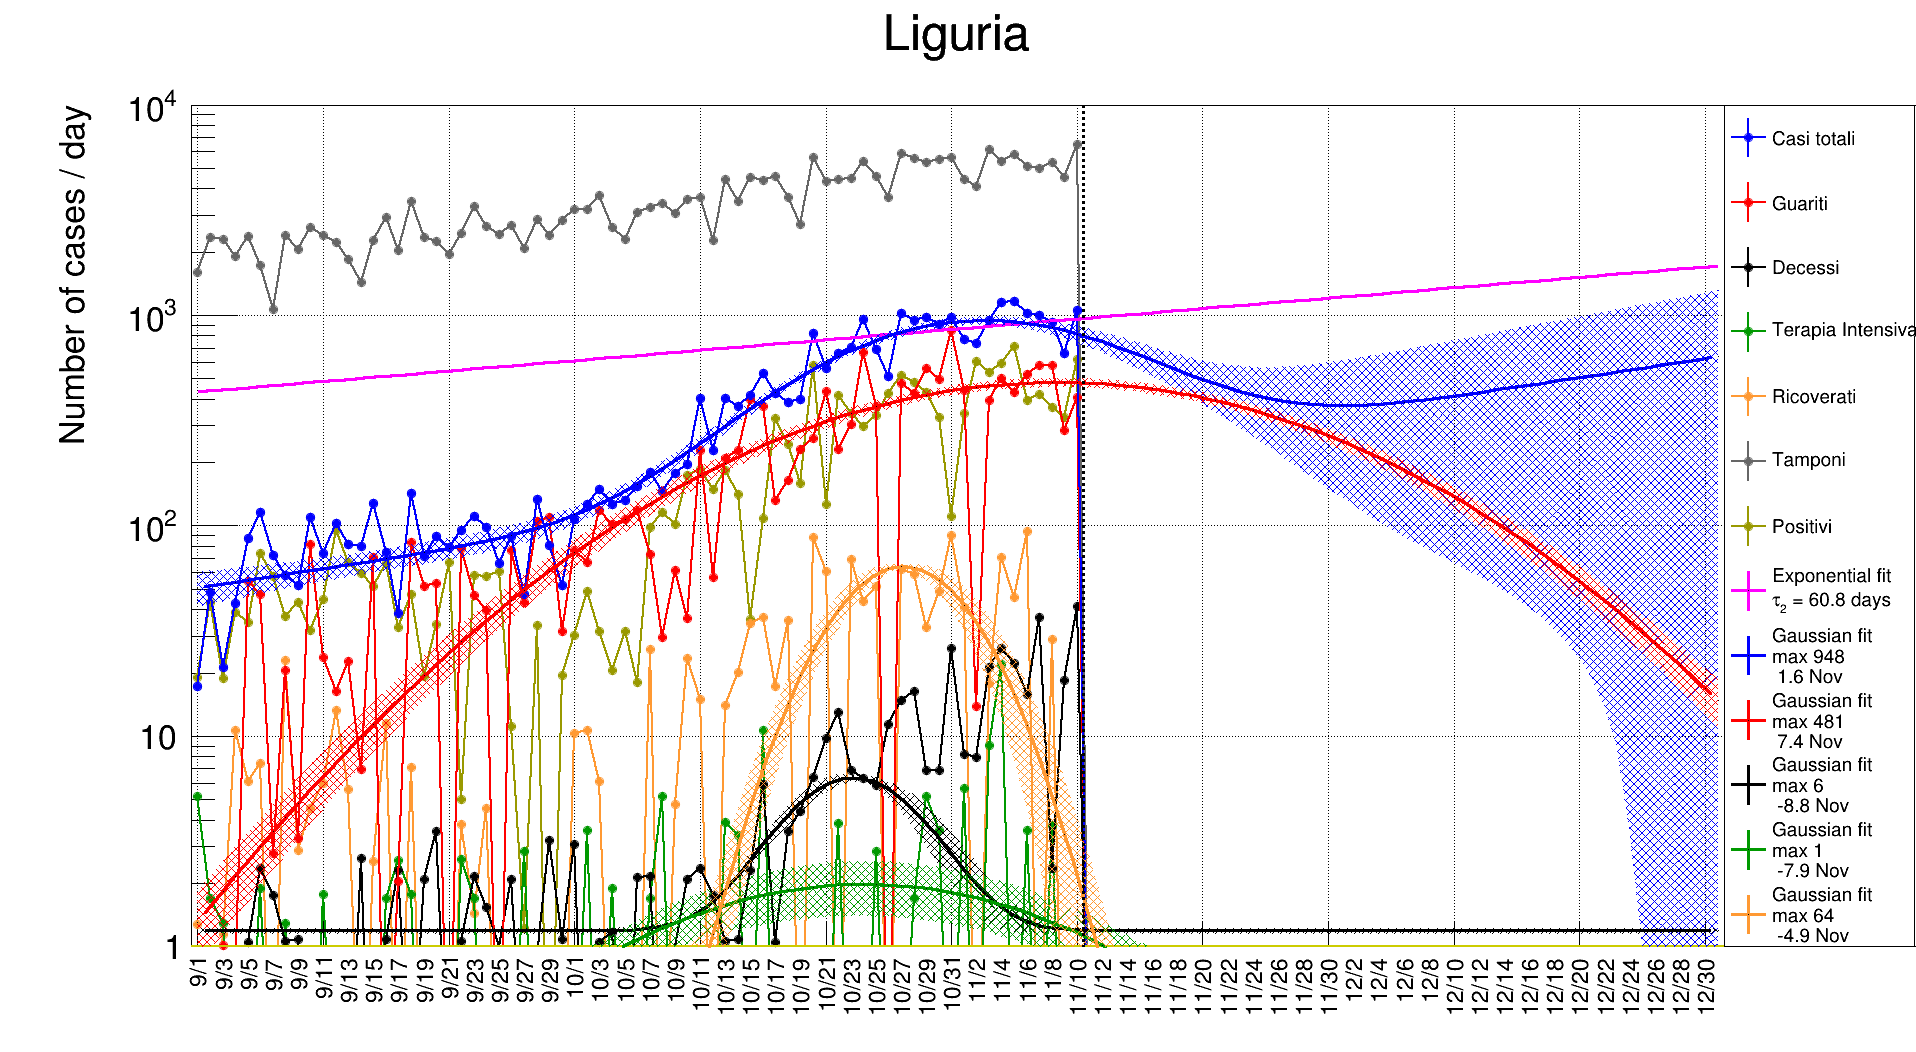 Liguria
Number of cases / day
10^4
10^3
10^2
10
1
9/1
9/3
9/5
9/7
9/9
9/11
9/13
9/15
9/17
9/19
9/21
9/23
9/25
9/27
9/29
10/1
10/3
10/5
10/7
10/9
10/11
10/13
10/15
10/17
10/19
10/21
10/23
10/25
10/27
10/29
10/31
11/2
11/4
11/6
11/8
11/10
11/12
11/14
11/16
11/18
11/20
11/22
11/24
11/26
11/28
11/30
12/2
12/4
12/6
12/8
12/10
12/12
12/14
12/16
12/18
12/20
12/22
12/24
12/26
12/28
12/30
Casi totali
Guariti
Decessi
Terapia Intensiva
Ricoverati
Tamponi
Positivi
Exponential fit
τ₂ = 60.8 days
Gaussian fit
max 948
1.6 Nov
Gaussian fit
max 481
7.4 Nov
Gaussian fit
max 6
-8.8 Nov
Gaussian fit
max 1
-7.9 Nov
Gaussian fit
max 64
-4.9 Nov